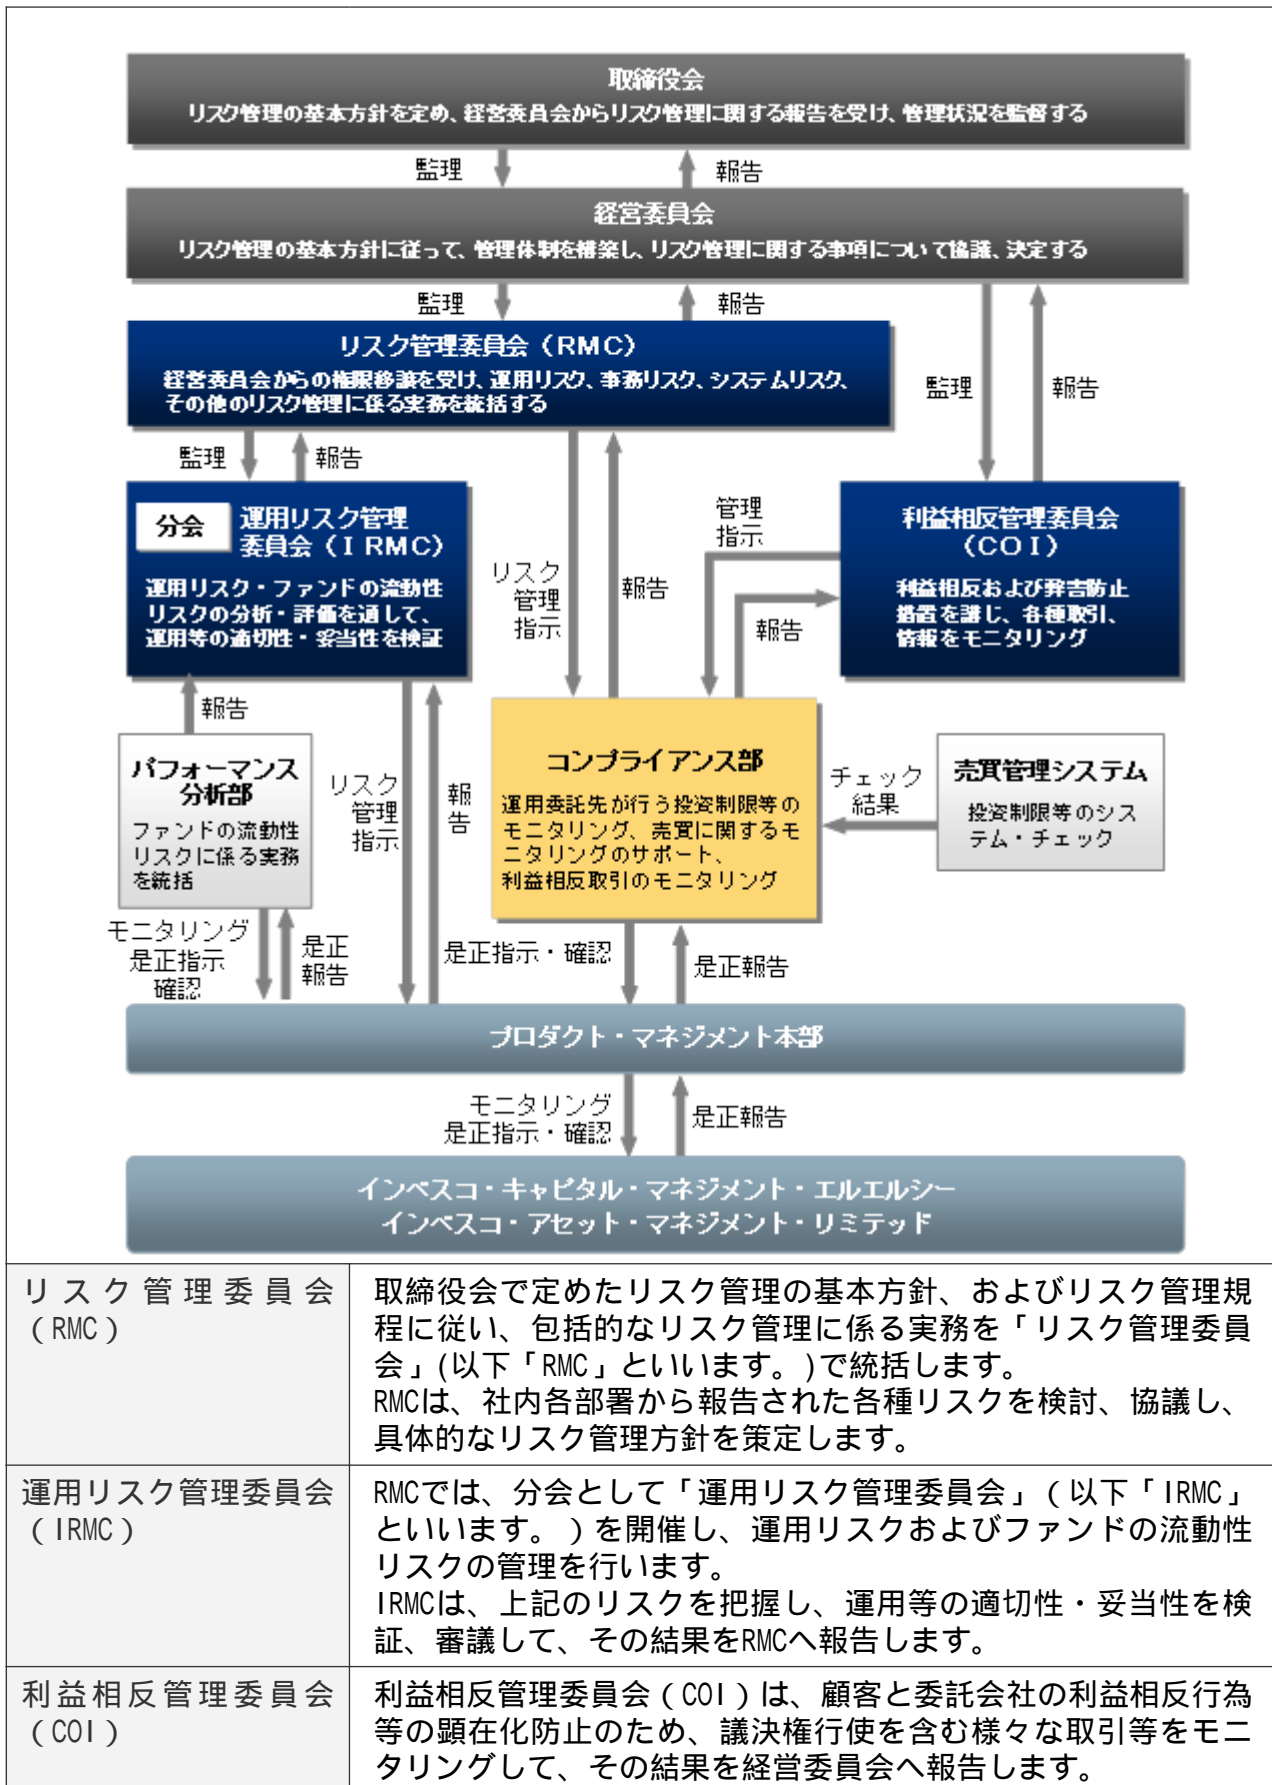 取締役会
リスク管理の基本方針を定め、経営委員会からリスク管理に関する報告を受け、管理状況を監督する
監理
報告
経営委員会
リスク管理の基本方針に従って、管理体制を構築し、リスク管理に関する事項について協議、決定する
監理
報告
リスク管理委員会（RMC）
経営委員会からの権限移譲を受け、運用リスク、事務リスク、システムリスク、
その他のリスク管理に係る実務を統括する
監理
報告
監理
報告
分会
運用リスク管理
委員会（IRMC）
運用リスク・ファンドの流動性
リスクの分析・評価を通して、
運用等の適切性・妥当性を検証
リスク
管理
指示
報告
管理
指示
報告
利益相反管理委員会
（COI）
利益相反および弊害防止
措置を講じ、各種取引、
情報をモニタリング
報告
パフォーマンス
分析部
ファンドの流動性
リスクに係る実務
を統括
リスク
管理
指示
報
告
コンプライアンス部
運用委託先が行う投資制限等の
モニタリング、売買に関するモ
ニタリングのサポート、
利益相反取引のモニタリング
チェック
結果
売買管理システム
投資制限等のシス
テム・チェック
モニタリング
是正指示
確認
是正
報告
是正指示・確認
是正報告
プロダクト・マネジメント本部
モニタリング
是正指示・確認
是正報告
インベスコ・キャピタル・マネジメント・エルエルシー
インベスコ・アセット・マネジメント・リミテッド
リスク管理委員会
（RMC）
取締役会で定めたリスク管理の基本方針、およびリスク管理規
程に従い、包括的なリスク管理に係る実務を「リスク管理委員
会」(以下「RMC」といいます。)で統括します。
RMCは、社内各部署から報告された各種リスクを検討、協議し、
具体的なリスク管理方針を策定します。
運用リスク管理委員会
（IRMC）
RMCでは、分会として「運用リスク管理委員会」（以下「IRMC」
といいます。）を開催し、運用リスクおよびファンドの流動性
リスクの管理を行います。
IRMCは、上記のリスクを把握し、運用等の適切性・妥当性を検
証、審議して、その結果をRMCへ報告します。
利益相反管理委員会
（COI）
利益相反管理委員会（COI）は、顧客と委託会社の利益相反行為
等の顕在化防止のため、議決権行使を含む様々な取引等をモニ
タリングして、その結果を経営委員会へ報告します。